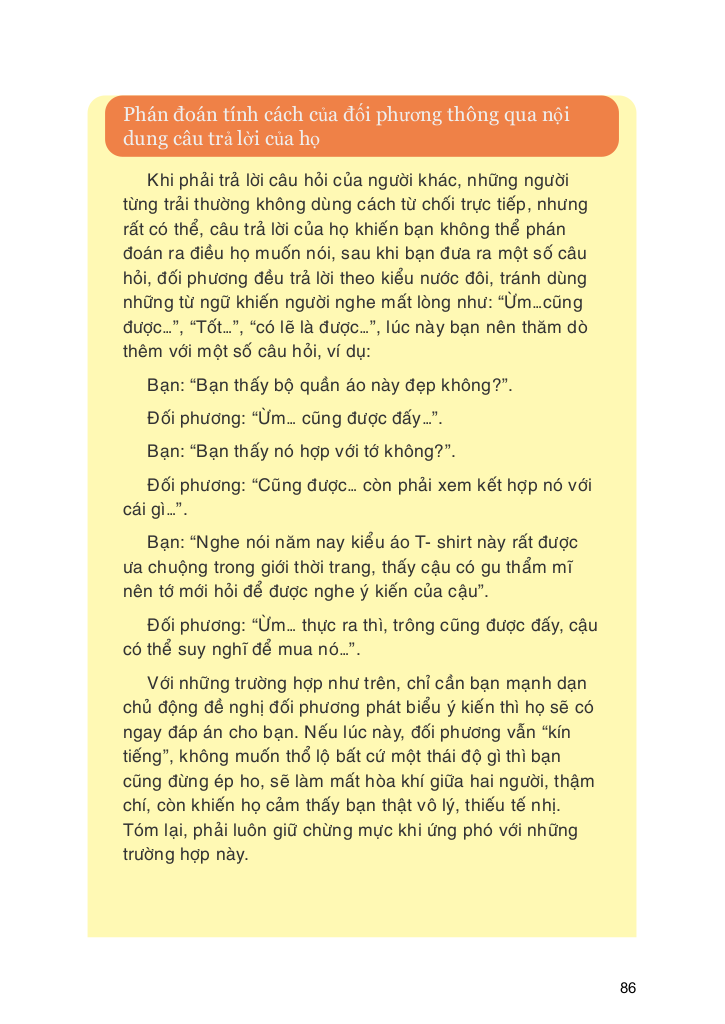 Phán đoán tính cách của đối phương thông qua nội
dung câu trả lời của họ
Khi phải trả lời câu hỏi của người khác, những người
từng trải thường không dùng cách từ chối trực tiếp, nhưng
rất có thể, câu trả lời của họ khiến bạn không thể phán
đoán ra điều họ muốn nói, sau khi bạn đưa ra một số câu
hỏi, đối phương đều trả lời theo kiểu nước đôi, tránh dùng
những từ ngữ khiến người nghe mất lòng như: “Ừm…cũng
được…”, “Tốt…”, “có lẽ là được…”, lúc này bạn nên thăm dò
thêm với một số câu hỏi, ví dụ:
Bạn: “Bạn thấy bộ quần áo này đẹp không?”.
Đối phương: “Ừm… cũng được đấy…”.
Bạn: “Bạn thấy nó hợp với tớ không?”.
Đối phương: “Cũng được… còn phải xem kết hợp nó với
cái gì…”.
Bạn: “Nghe nói năm nay kiểu áo T- shirt này rất được
ưa chuộng trong giới thời trang, thấy cậu có gu thẩm mĩ
nên tớ mới hỏi để được nghe ý kiến của cậu”.
Đối phương: “Ừm… thực ra thì, trông cũng được đấy, cậu
có thể suy nghĩ để mua nó…”.
Với những trường hợp như trên, chỉ cần bạn mạnh dạn
chủ động đề nghị đối phương phát biểu ý kiến thì họ sẽ có
ngay đáp án cho bạn. Nếu lúc này, đối phương vẫn “kín
tiếng”, không muốn thổ lộ bất cứ một thái độ gì thì bạn
cũng đừng ép ho, sẽ làm mất hòa khí giữa hai người, thậm
chí, còn khiến họ cảm thấy bạn thật vô lý, thiếu tế nhị.
Tóm lại, phải luôn giữ chừng mực khi ứng phó với những
trường hợp này.
86